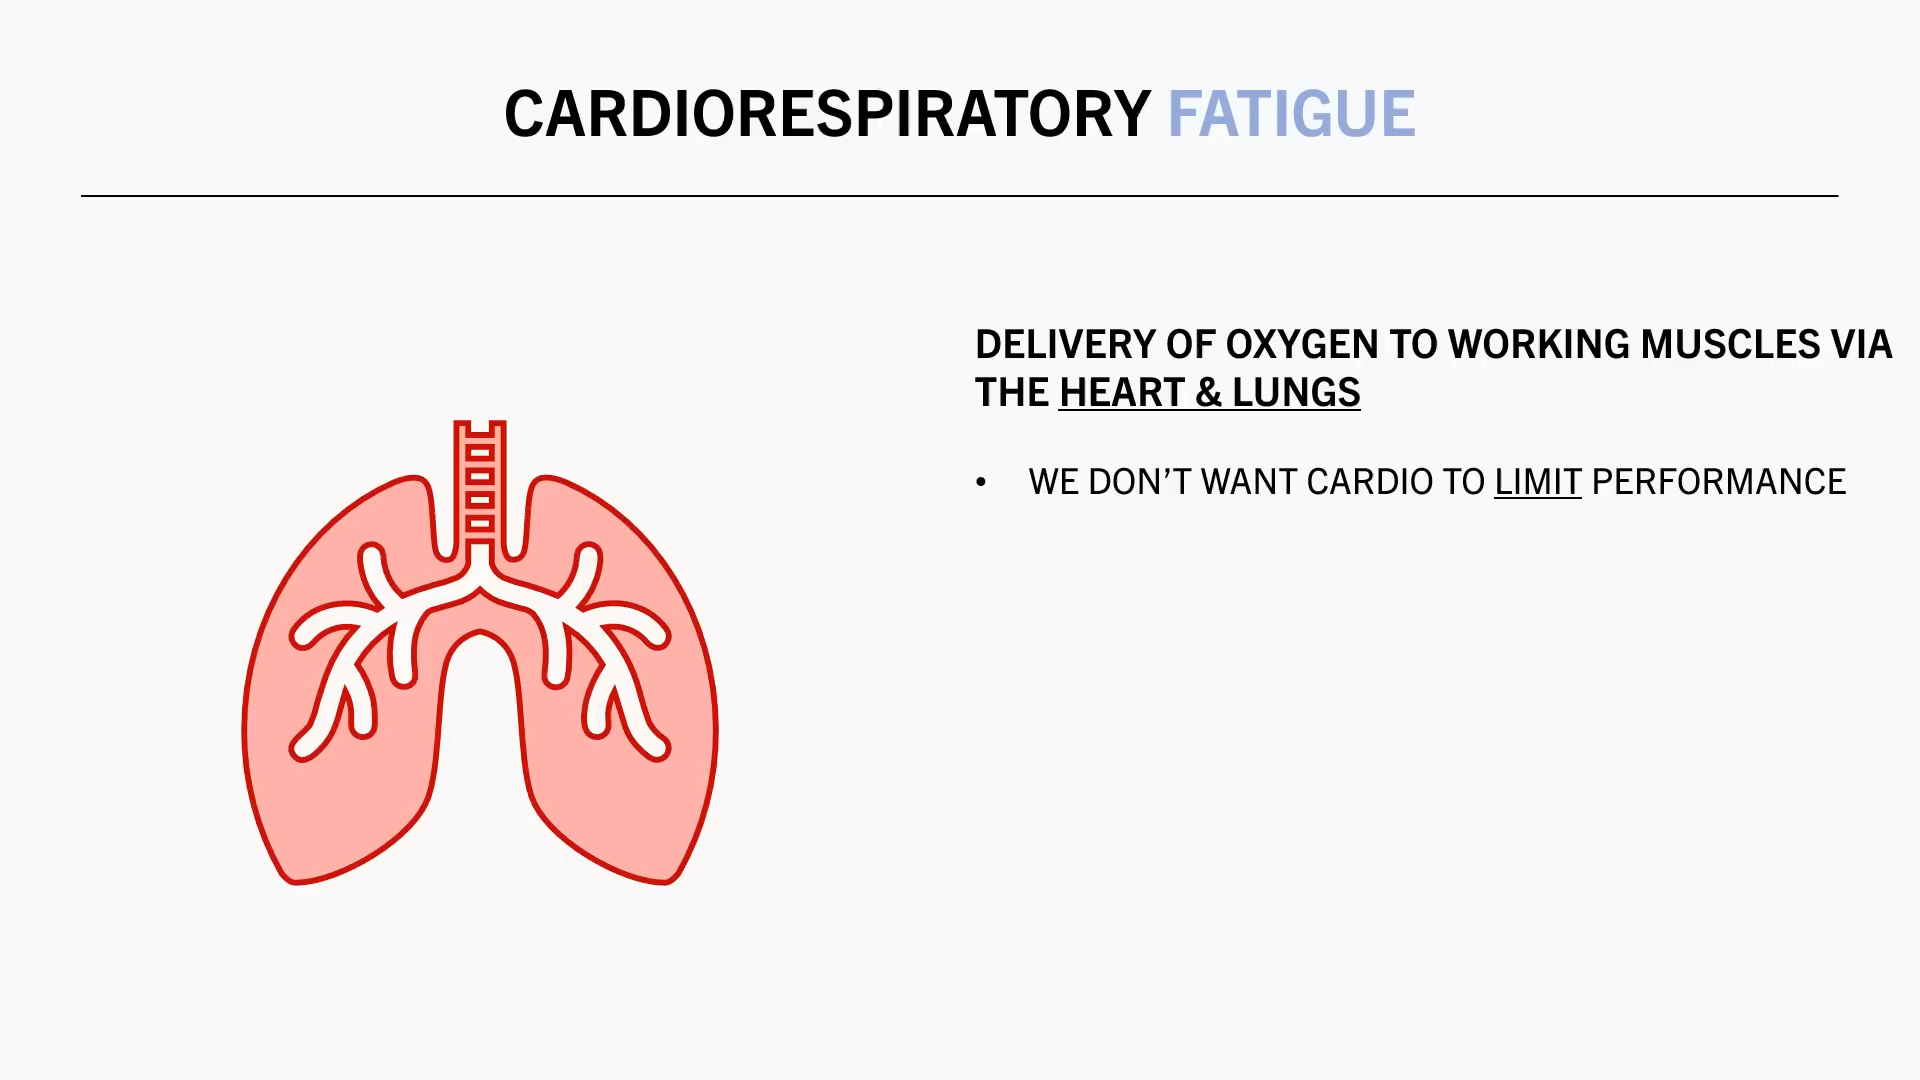 CARDIORESPIRATORY FATIGUE
DELIVERY OF OXYGEN TO WORKING MUSCLES VIA
THE HEART & LUNGS
• WE DON’T WANT CARDIO TO LIMIT PERFORMANCE